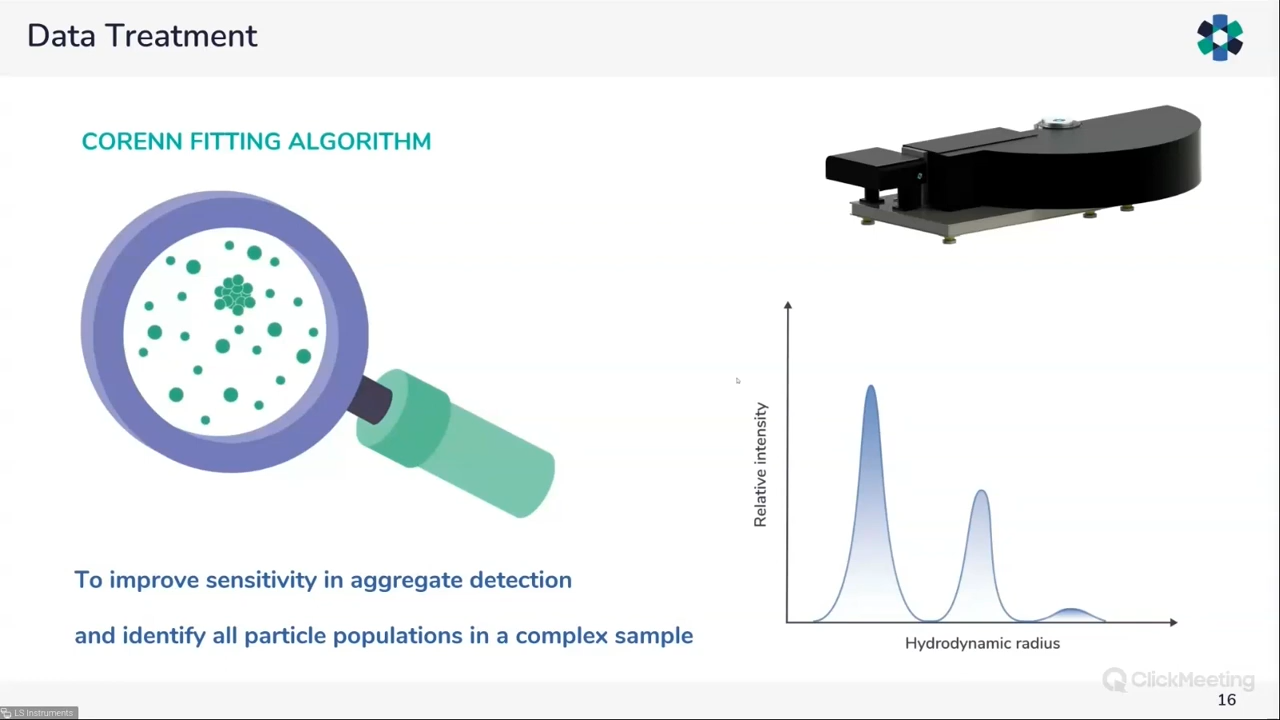 Data Treatment
CORENN FITTING ALGORITHM
To improve sensitivity in aggregate detection
and identify all particle populations in a complex sample
Relative intensity
Hydrodynamic radius
ClickMeeting
16
LS Instruments